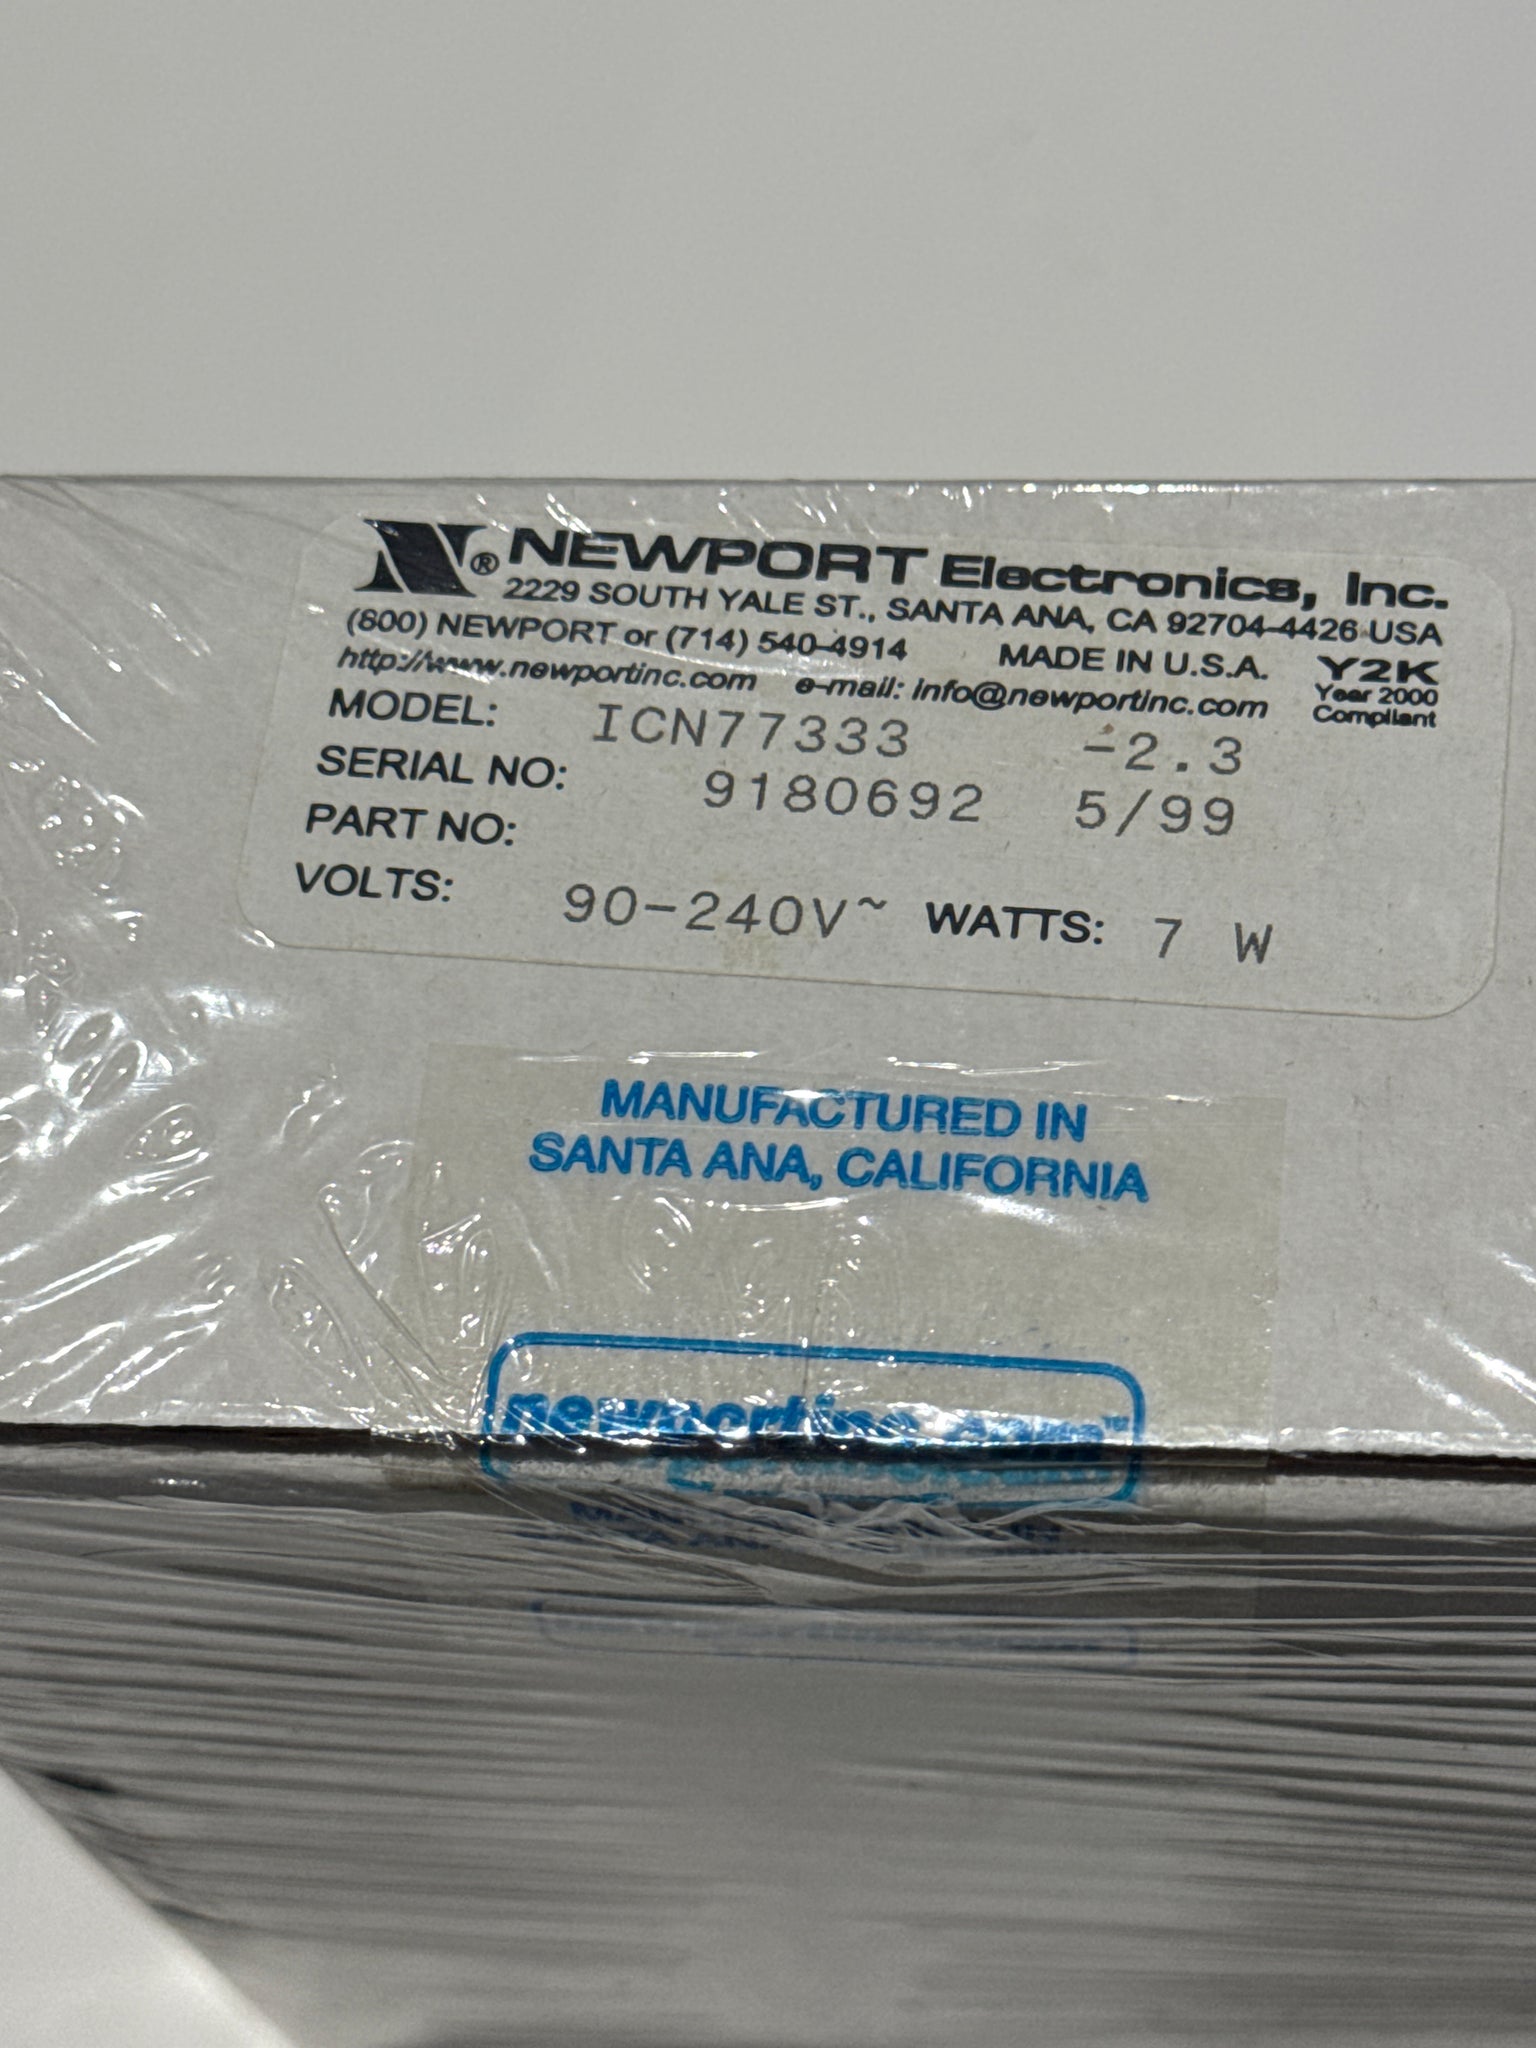 N® NEWPORT Electronics, Inc.
2229 SOUTH YALE ST., SANTA ANA, CA 92704-4426 USA
(800) NEWPORT or (714) 540-4914 MADE IN U.S.A. Y2K
http://www.newportinc.com e-mail: info@newportinc.com Year 2000
Compliant
MODEL: ICN77333 -2.3
SERIAL NO: 9180692 5/99
PART NO:
VOLTS: 90-240V~ WATTS: 7 W
MANUFACTURED IN
SANTA ANA, CALIFORNIA
newportinc.com™